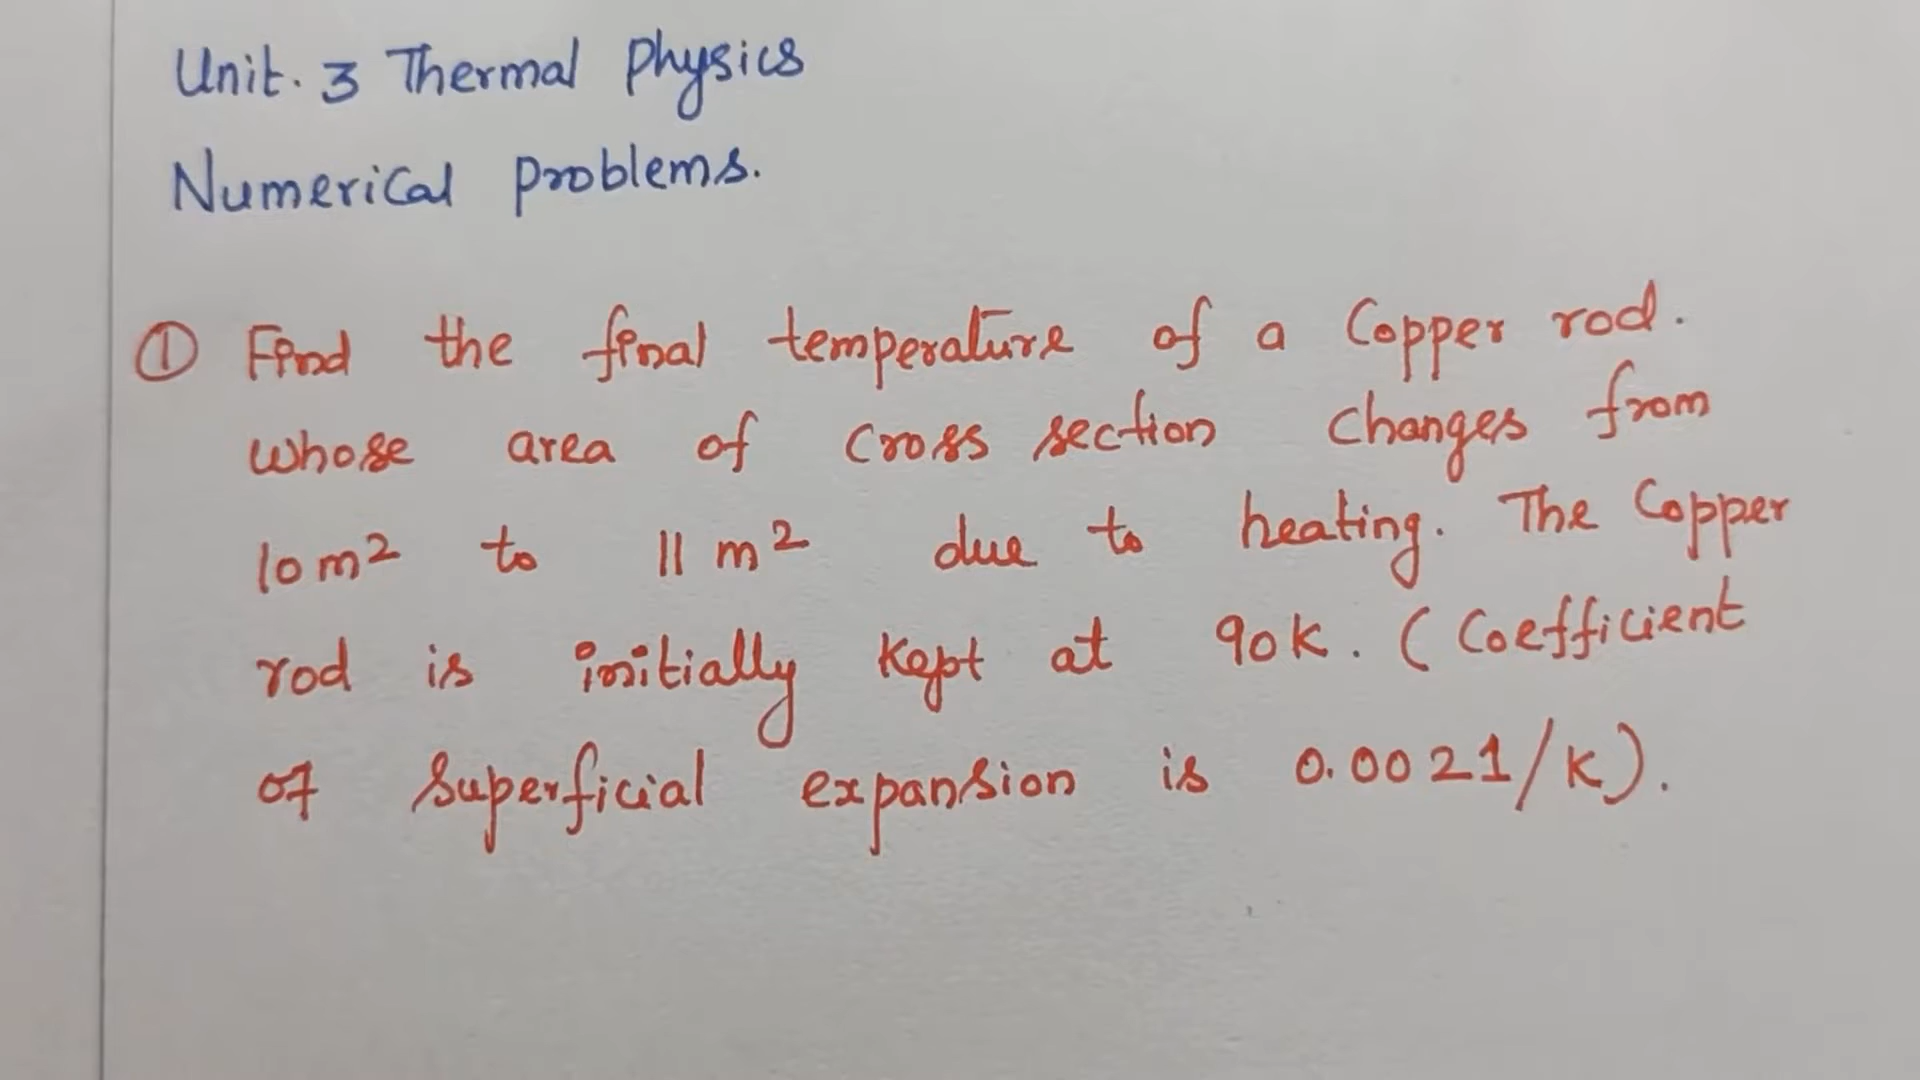 Unit. 3 Thermal Physics
Numerical Problems.
① Find the final temperature of a Copper rod.
whose area of cross section changes from
10 m² to 11 m² due to heating. The Copper
rod is initially kept at 90K. (Coefficient
of superficial expansion is 0.0021/K).